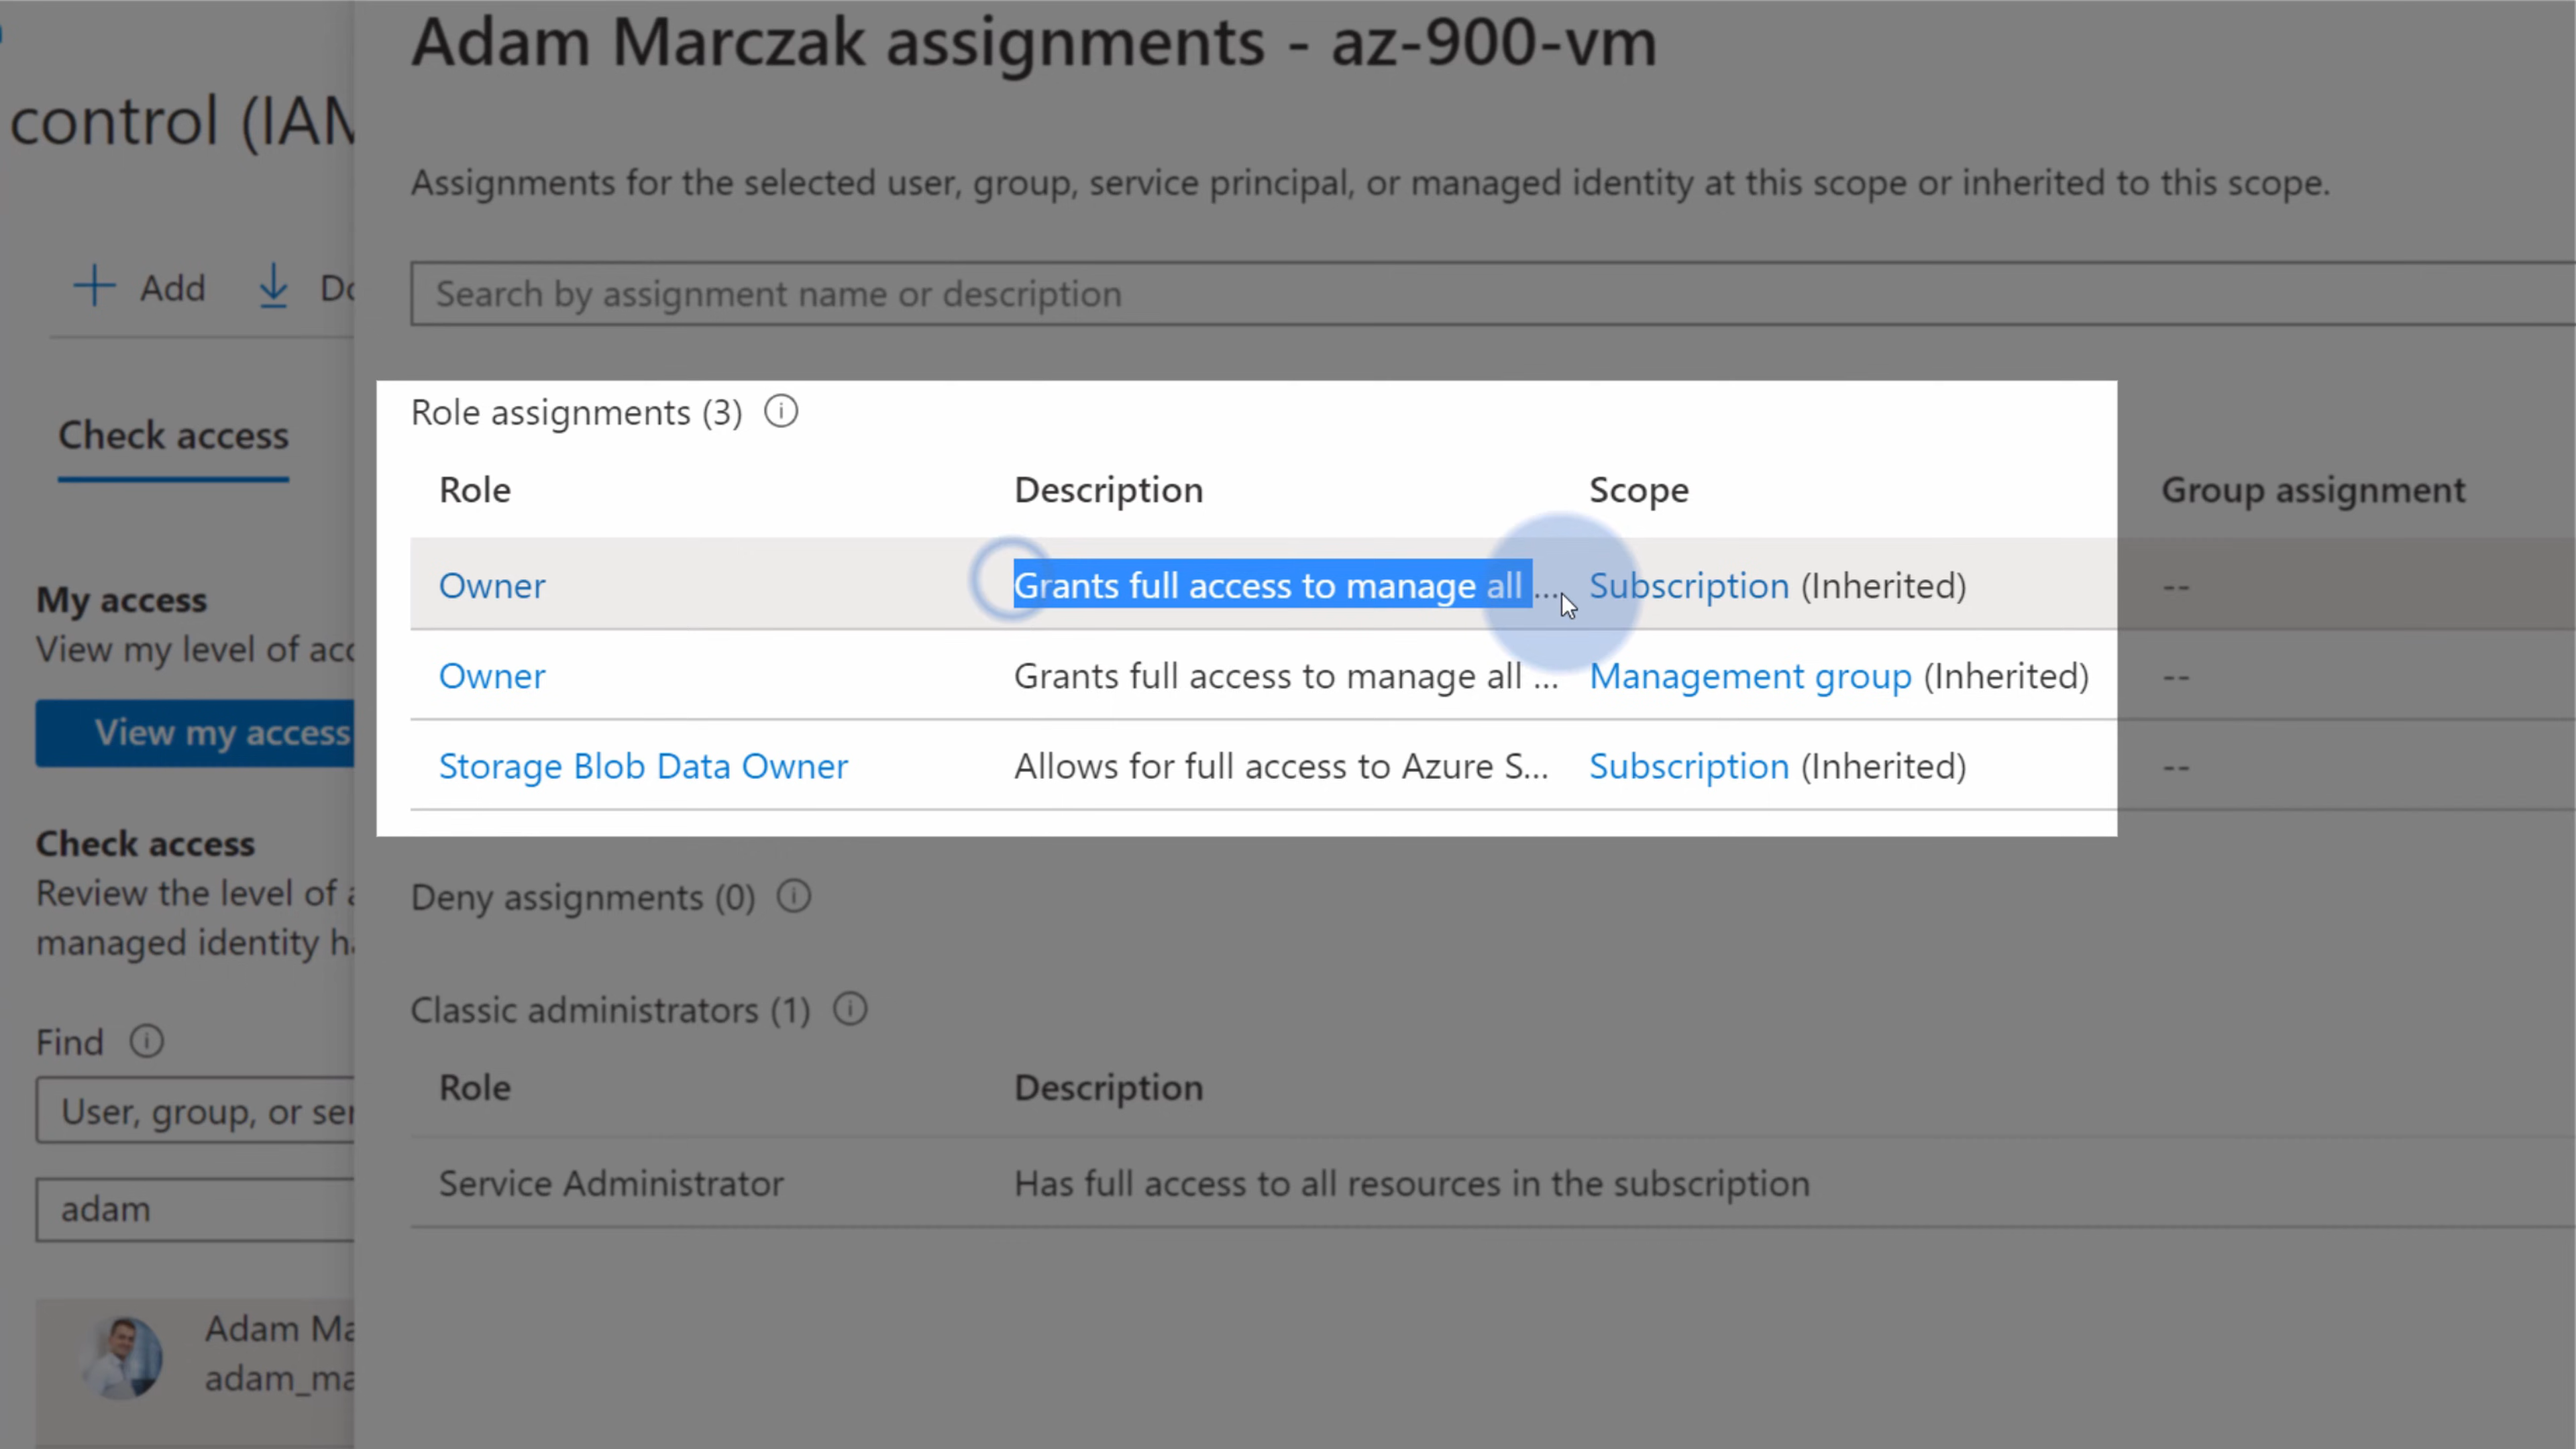 Adam Marczak assignments - az-900-vm
control (IAM
Assignments for the selected user, group, service principal, or managed identity at this scope or inherited to this scope.
Add
Search by assignment name or description
Role assignments (3)
Check access
Role Description Scope Group assignment
Owner Grants full access to manage all ... Subscription (Inherited) --
My access
View my level of acc
Owner Grants full access to manage all ... Management group (Inherited) --
View my access
Storage Blob Data Owner Allows for full access to Azure S... Subscription (Inherited) --
Check access
Review the level of a
managed identity ha
Deny assignments (0)
Classic administrators (1)
Find
Role Description
User, group, or ser
Service Administrator Has full access to all resources in the subscription
adam
Adam Ma
adam_ma